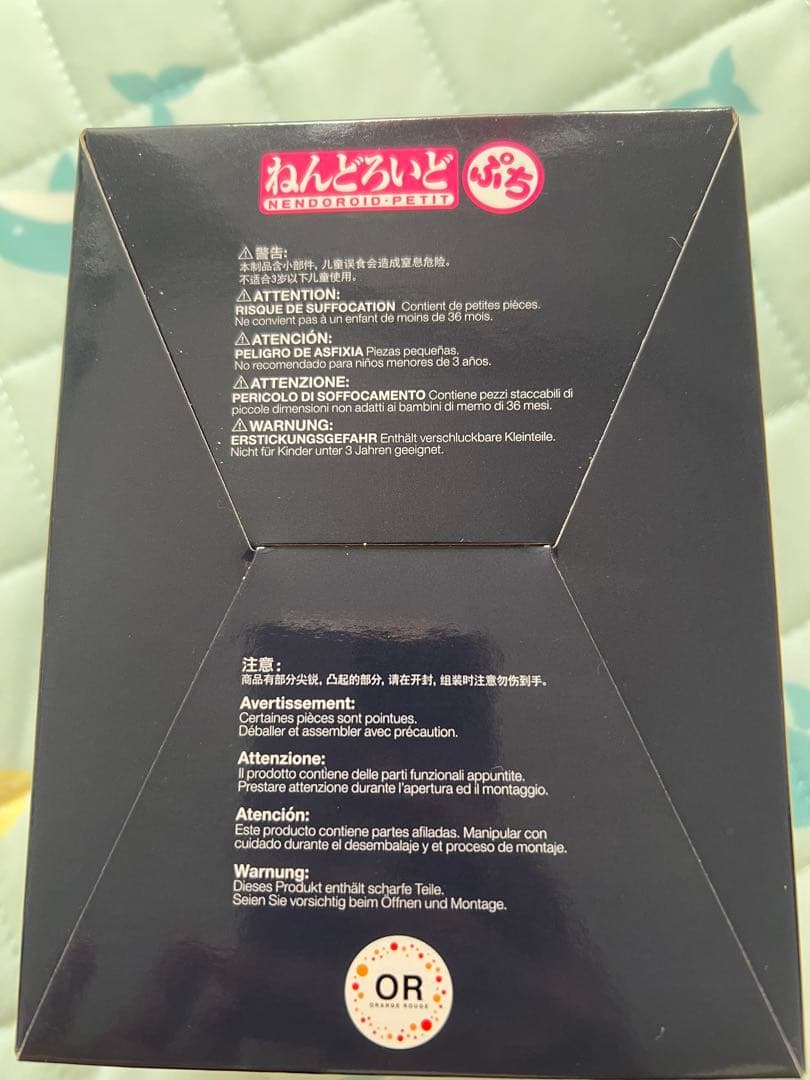 ねんどろいど ぷち
NENDOROID·PETIT
⚠警告:
本制品含小部件, 儿童误食会造成窒息危险。
不适合3岁以下儿童使用。
⚠ATTENTION:
RISQUE DE SUFFOCATION Contient de petites pièces.
Ne convient pas à un enfant de moins de 36 mois.
⚠ATENCIÓN:
PELIGRO DE ASFIXIA Piezas pequeñas.
No recomendado para niños menores de 3 años.
⚠ATTENZIONE:
PERICOLO DI SOFFOCAMENTO Contiene pezzi staccabili di
piccole dimensioni non adatti ai bambini di memo di 36 mesi.
⚠WARNUNG:
ERSTICKUNGSGEFAHR Enthält verschluckbare Kleinteile.
Nicht für Kinder unter 3 Jahren geeignet.
注意:
商品有部分尖锐, 凸起的部分, 请在开封, 组装时注意勿伤到手。
Avertissement:
Certaines pièces sont pointues.
Déballer et assembler avec précaution.
Attenzione:
Il prodotto contiene delle parti funzionali appuntite.
Prestare attenzione durante l'apertura ed il montaggio.
Atención:
Este producto contiene partes afiladas. Manipular con
cuidado durante el desembalaje y et proceso de montaje.
Warnung:
Dieses Produkt enthält scharfe Teile.
Seien Sie vorsichtig beim Öffnen und Montage.
OR
ORANGE ROUGE